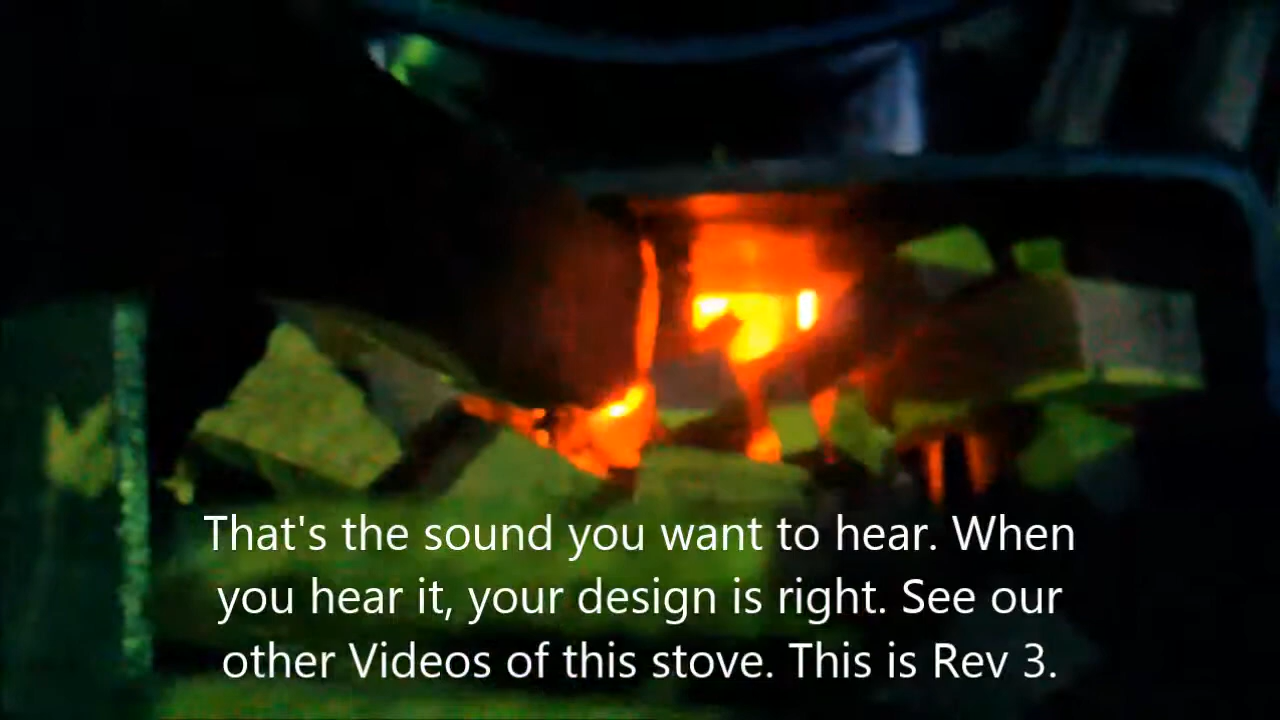 That's the sound you want to hear. When
you hear it, your design is right. See our
other Videos of this stove. This is Rev 3.